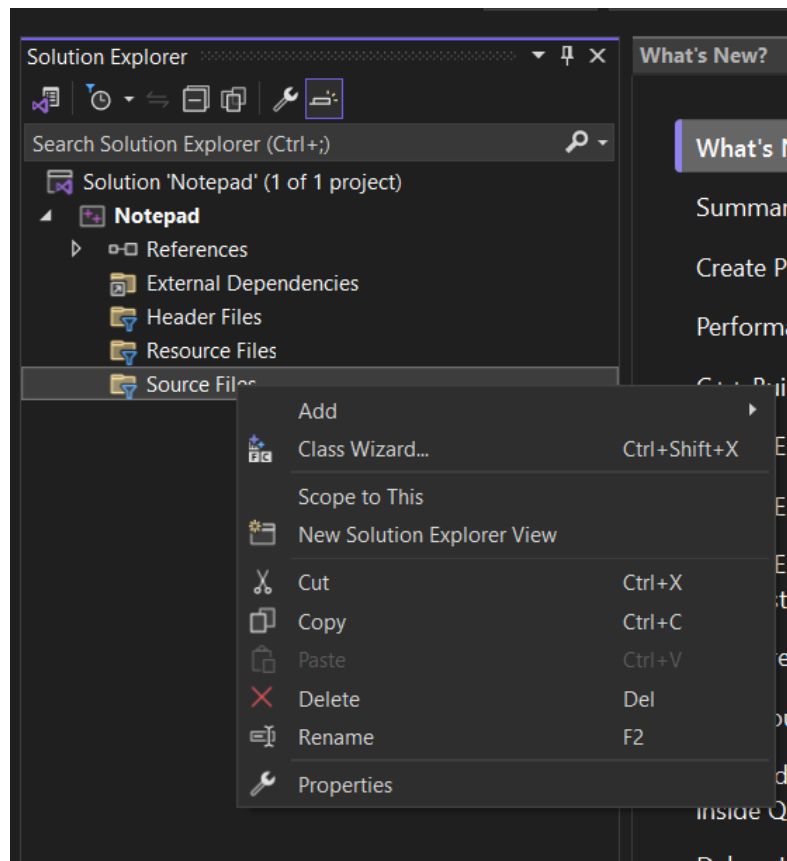 Solution Explorer
Search Solution Explorer (Ctrl+;)
Solution 'Notepad' (1 of 1 project)
Notepad
References
External Dependencies
Header Files
Resource Files
Source Files
Add
Class Wizard... Ctrl+Shift+X
Scope to This
New Solution Explorer View
Cut Ctrl+X
Copy Ctrl+C
Paste Ctrl+V
Delete Del
Rename F2
Properties
What's New?
What's
Create